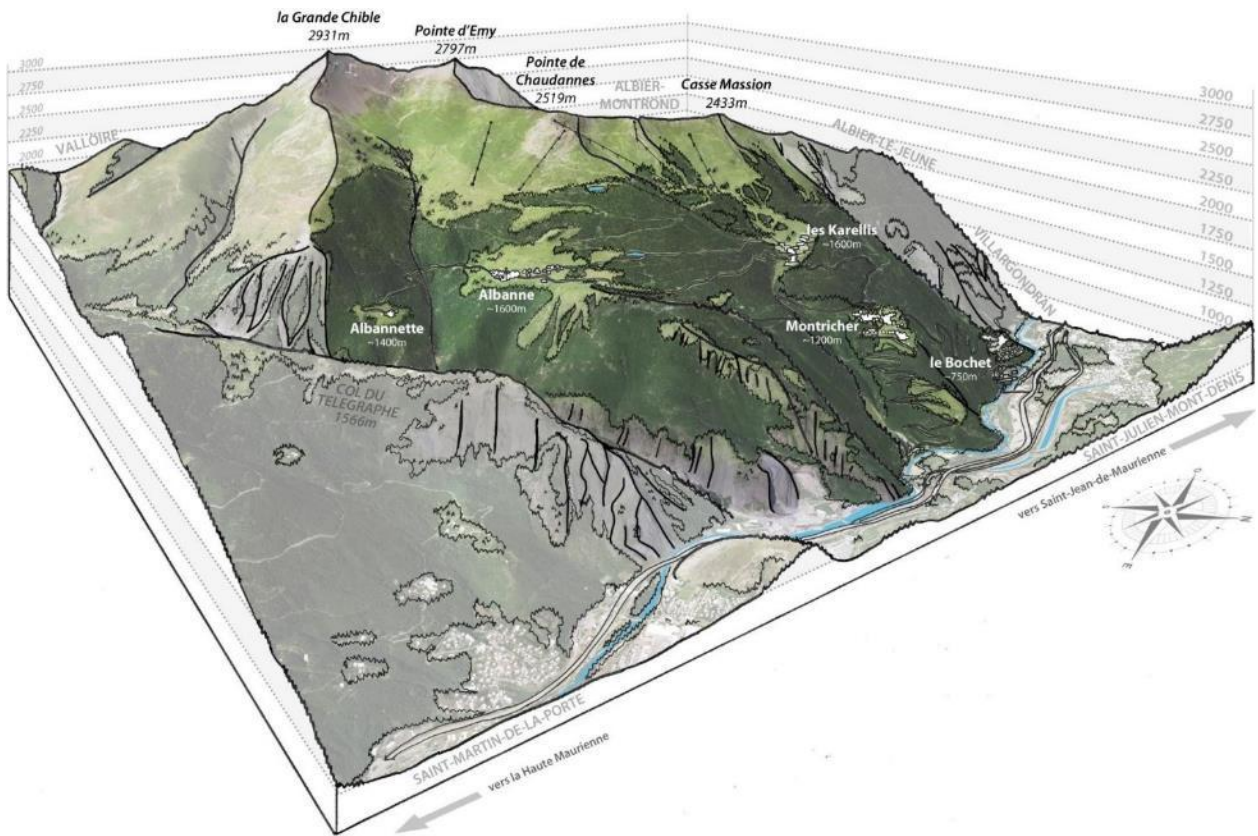 la Grande Chible
2931m
Pointe d'Emy
2797m
Pointe de
Chaudannes
2519m
ALBIER-
MONTROND
Casse Massion
2433m
3000
2750
2500
2250
2000
VALLOIRE
ALBIER-LE-JEUNE
VILLARGONDRAN
3000
2750
2500
2250
2000
1750
1500
1250
1000
les Karellis
~1600m
Albanne
~1600m
Albannette
~1400m
Montricher
~1200m
le Bochet
~750m
COL DU
TELEGRAPHE
1566m
SAINT-JULIEN-MONT-DENIS
vers Saint-Jean-de-Maurienne
SAINT-MARTIN-DE-LA-PORTE
vers la Haute Maurienne
N
E